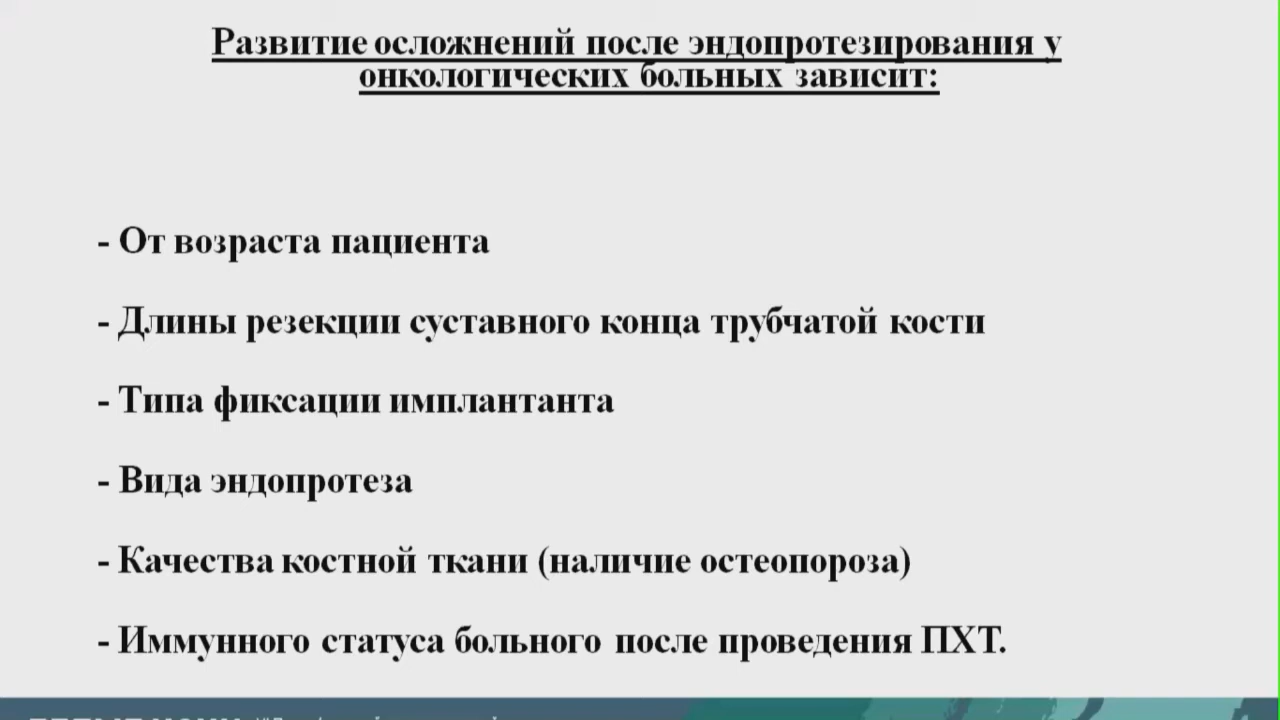 Развитие осложнений после эндопротезирования у
онкологических больных зависит:
- От возраста пациента
- Длины резекции суставного конца трубчатой кости
- Типа фиксации имплантанта
- Вида эндопротеза
- Качества костной ткани (наличие остеопороза)
- Иммунного статуса больного после проведения ПХТ.